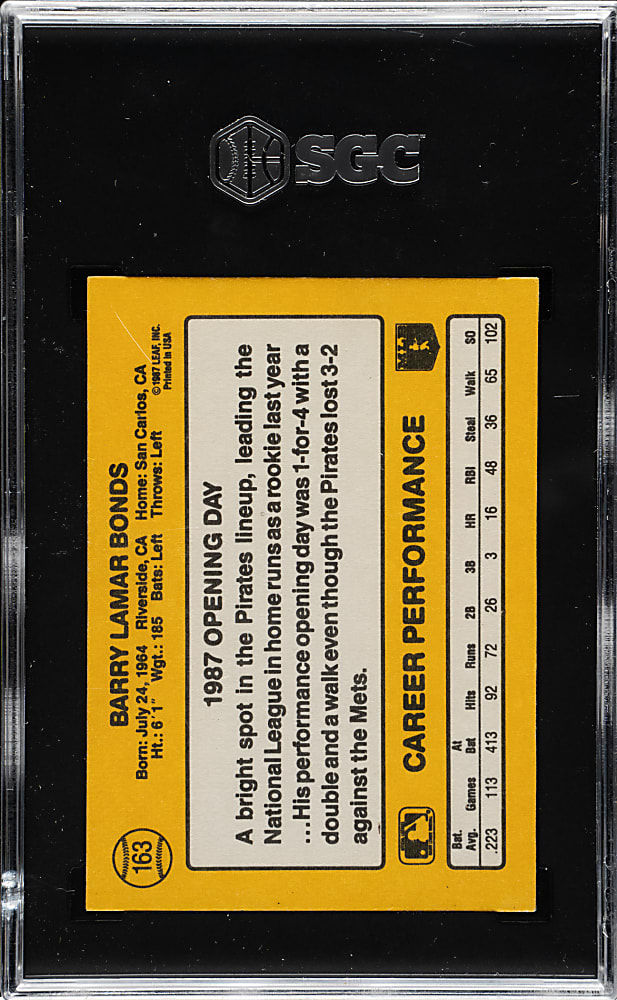 SGC
163
BARRY LAMAR BONDS
Born: July 24, 1964 Riverside, CA Home: San Carlos, CA
Ht.: 6'1" Wgt.: 185 Bats: Left Throws: Left
©1987 LEAF, INC.
Printed in USA
1987 OPENING DAY
A bright spot in the Pirates lineup, leading the
National League in home runs as a rookie last year
...His performance opening day was 1-for-4 with a
double and a walk even though the Pirates lost 3-2
against the Mets.
CAREER PERFORMANCE
Bat. At
Avg. Games Bat Hits Runs 2B 3B HR RBI Steal Walk SO
.223 113 413 92 72 26 3 16 48 36 65 102